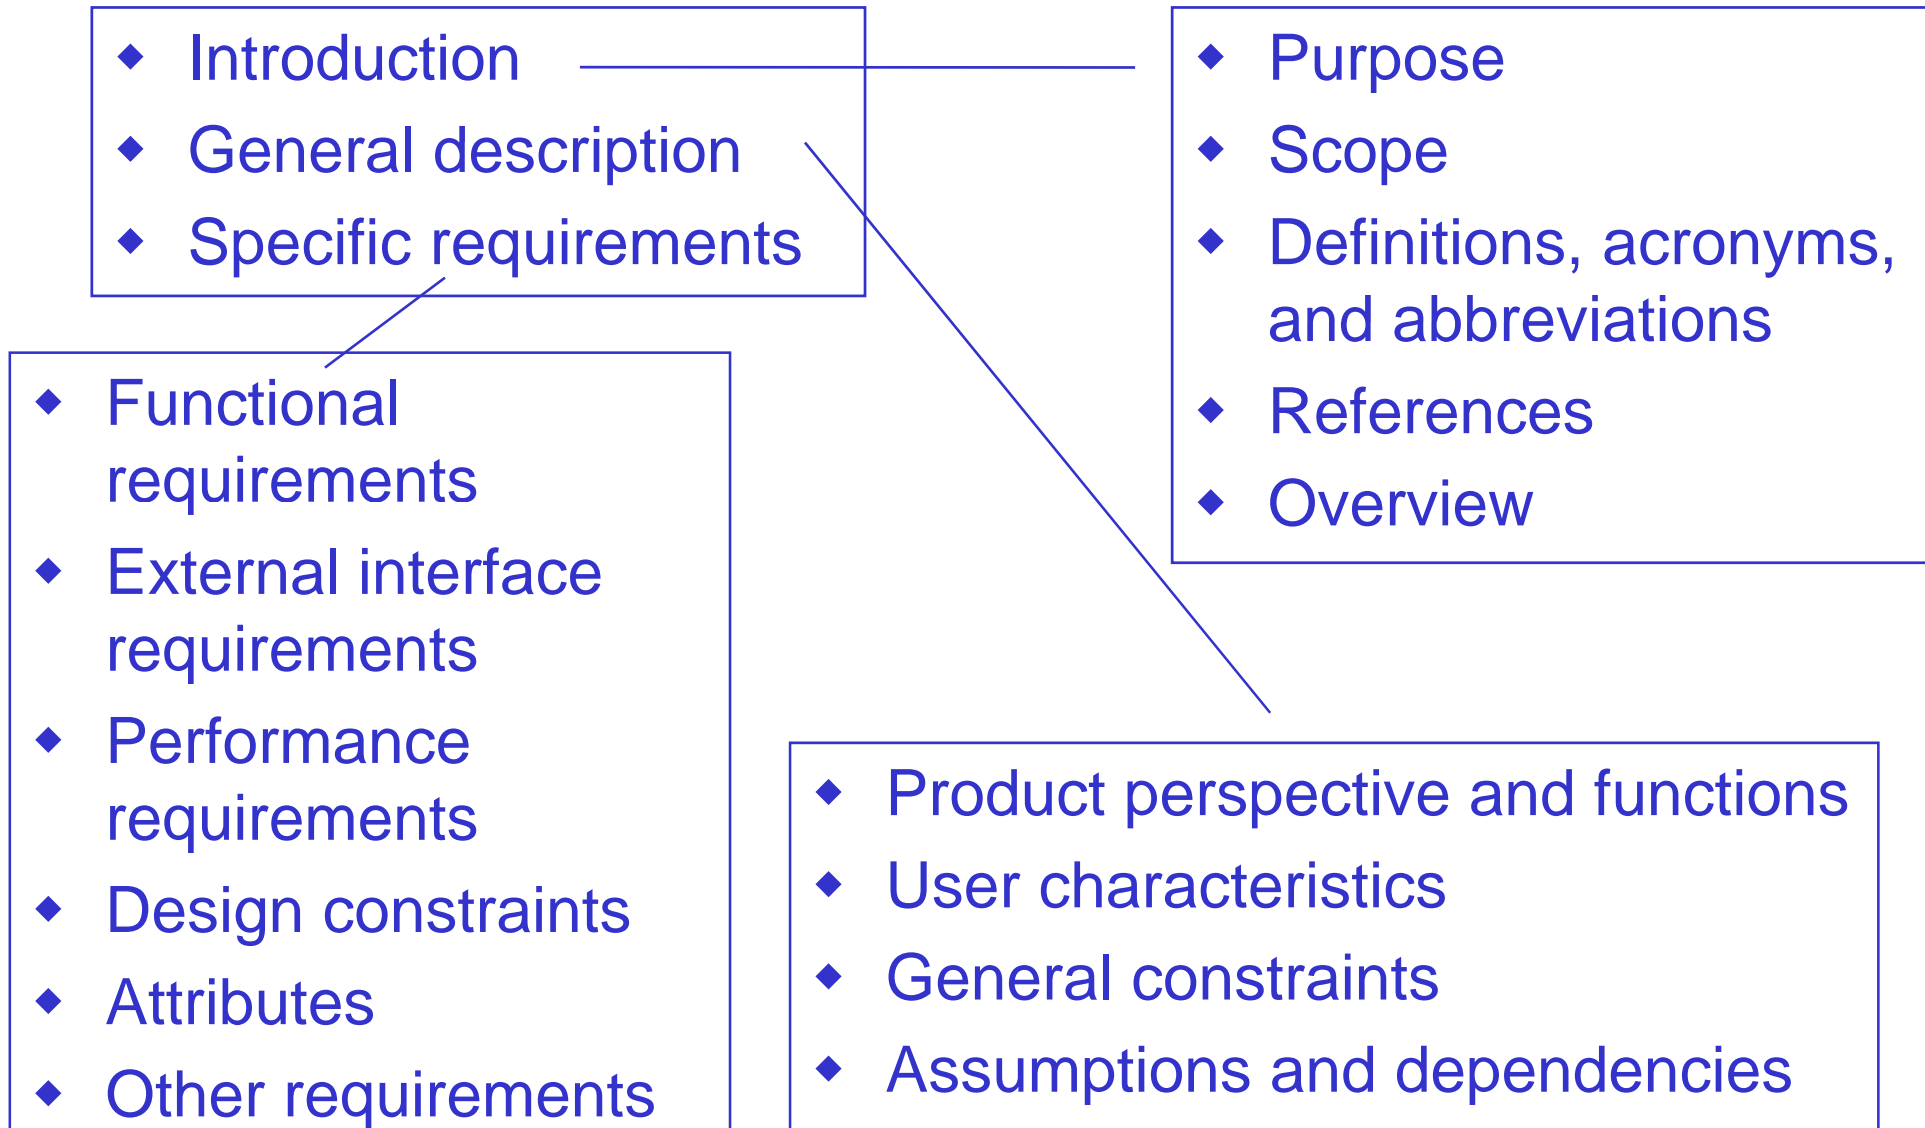 Introduction
General description
Specific requirements
Purpose
Scope
Definitions, acronyms,
and abbreviations
References
Overview
Functional
requirements
External interface
requirements
Performance
requirements
Design constraints
Attributes
Other requirements
Product perspective and functions
User characteristics
General constraints
Assumptions and dependencies